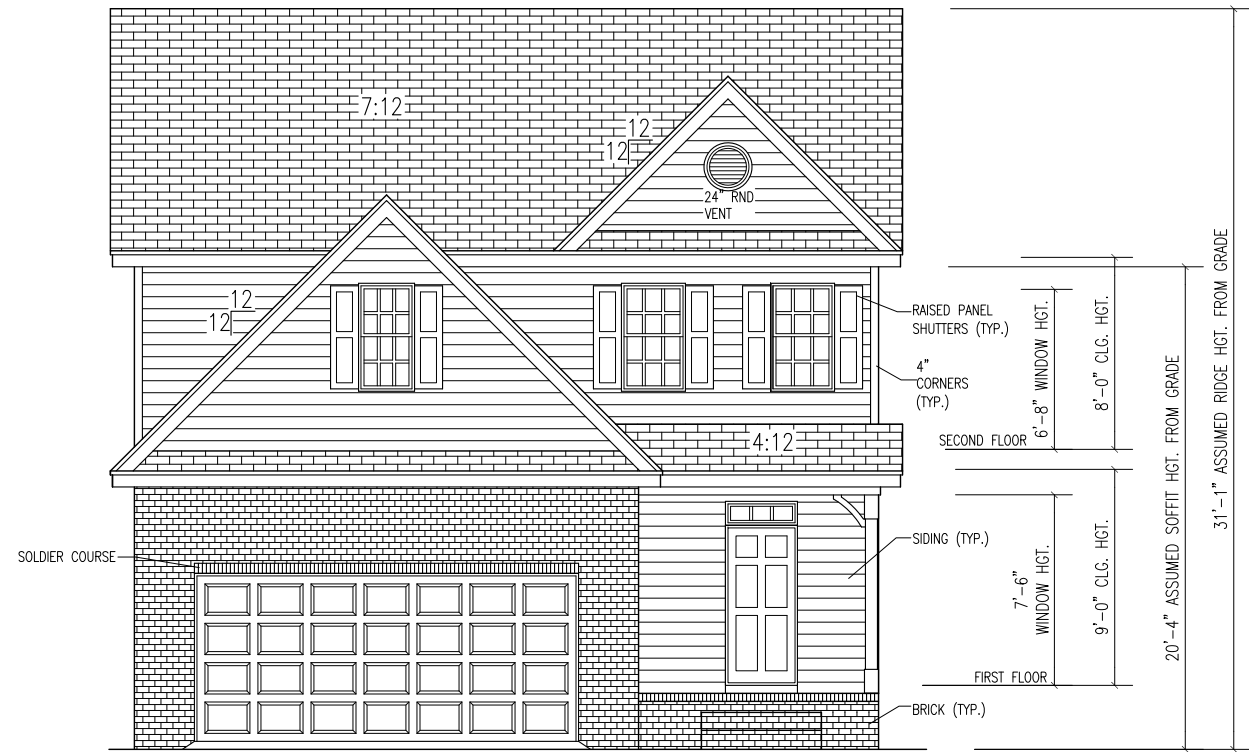 7:12
12
12
24" RND
VENT
12
12
RAISED PANEL
SHUTTERS (TYP.)
4"
CORNERS
(TYP.)
4:12
SECOND FLOOR
6'-8" WINDOW HGT.
8'-0" CLG. HGT.
20'-4" ASSUMED SOFFIT HGT. FROM GRADE
31'-1" ASSUMED RIDGE HGT. FROM GRADE
SOLDIER COURSE
SIDING (TYP.)
7'-6"
WINDOW HGT.
9'-0" CLG. HGT.
FIRST FLOOR
BRICK (TYP.)